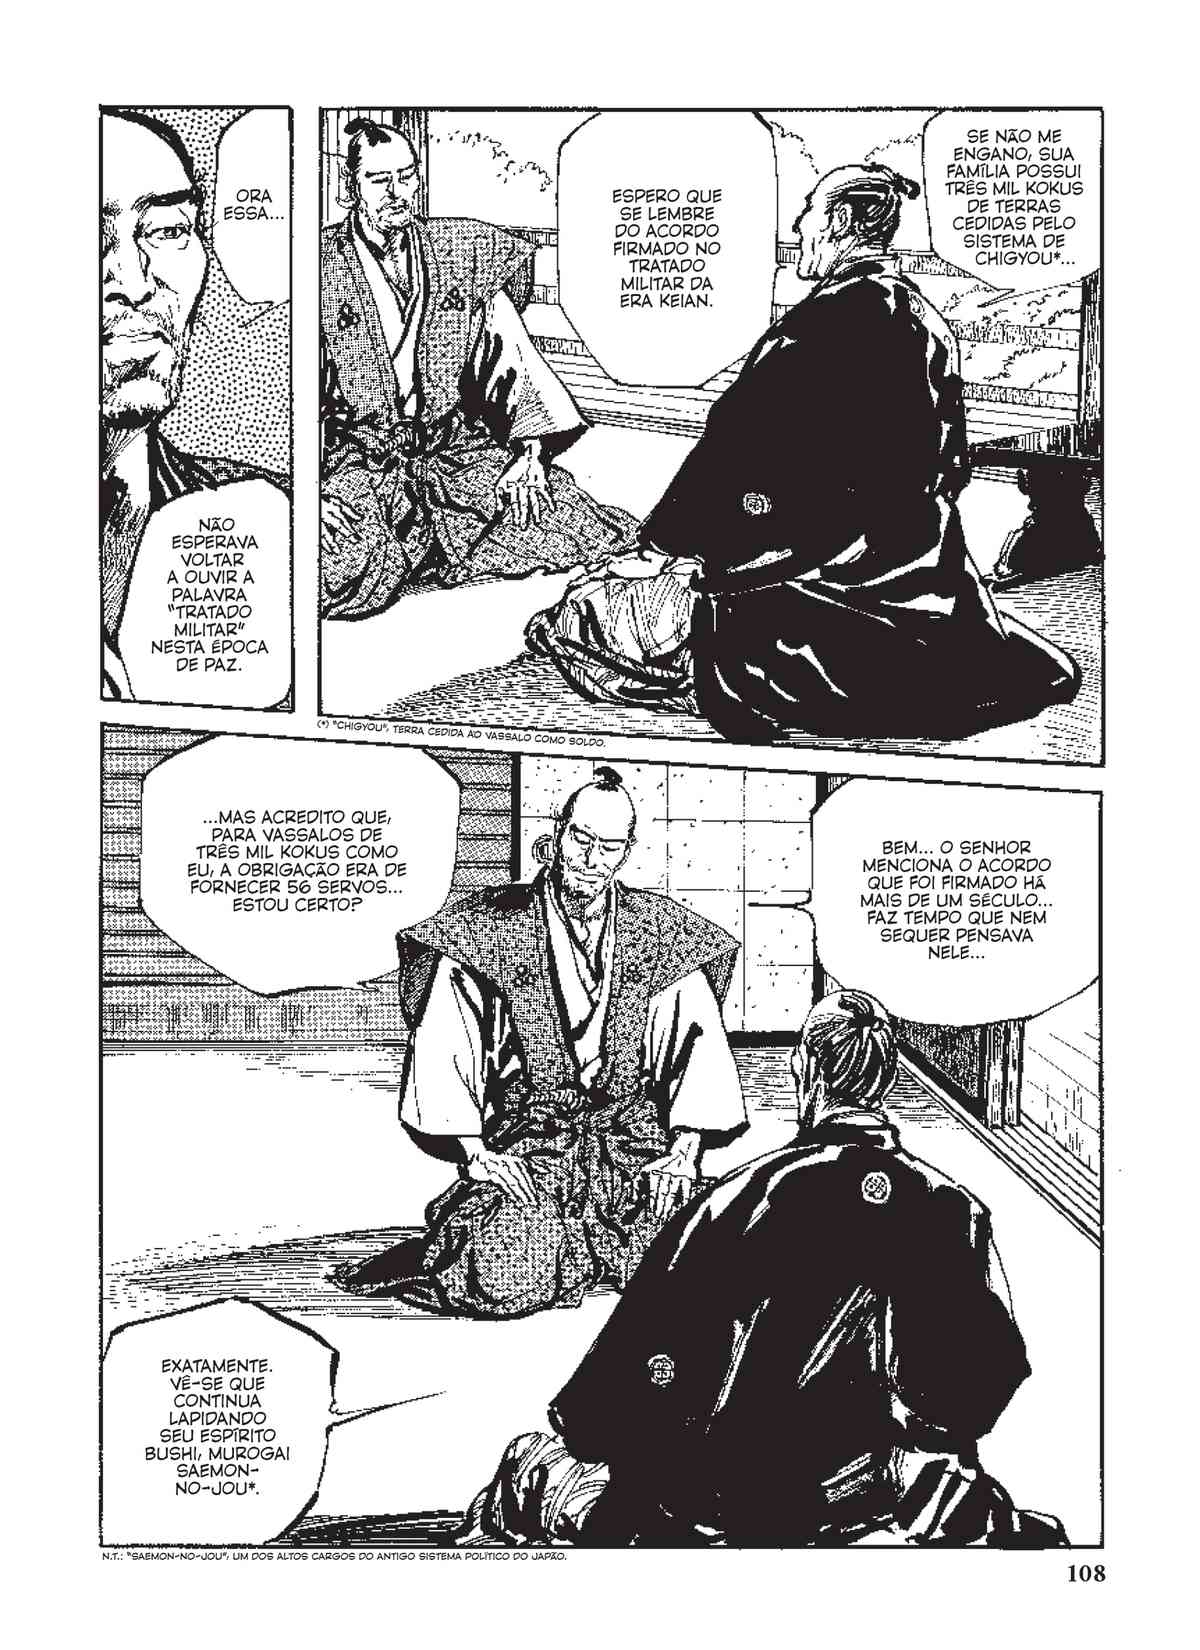 SE NÃO ME
ENGANO, SUA
FAMÍLIA POSSUI
TRÊS MIL KOKUS
DE TERRAS
CEDIDAS PELO
SISTEMA DE
CHIGYOU*...
ESPERO QUE
SE LEMBRE
DO ACORDO
FIRMADO NO
TRATADO
MILITAR DA
ERA KEIAN.
(*) "CHIGYOU", TERRA CEDIDA AO VASSALO COMO SOLDO.
ORA
ESSA...
NÃO
ESPERAVA
VOLTAR
A OUVIR A
PALAVRA
"TRATADO
MILITAR"
NESTA ÉPOCA
DE PAZ.
BEM... O SENHOR
MENCIONA O ACORDO
QUE FOI FIRMADO HÁ
MAIS DE UM SÉCULO...
FAZ TEMPO QUE NEM
SEQUER PENSAVA
NELE...
...MAS ACREDITO QUE,
PARA VASSALOS DE
TRÊS MIL KOKUS COMO
EU, A OBRIGAÇÃO ERA DE
FORNECER 56 SERVOS...
ESTOU CERTO?
EXATAMENTE.
VÊ-SE QUE
CONTINUA
LAPIDANDO
SEU ESPÍRITO
BUSHI, MUROGAI
SAEMON-
NO-JOU*.
N.T.: "SAEMON-NO-JOU", UM DOS ALTOS CARGOS DO ANTIGO SISTEMA POLÍTICO DO JAPÃO.
108